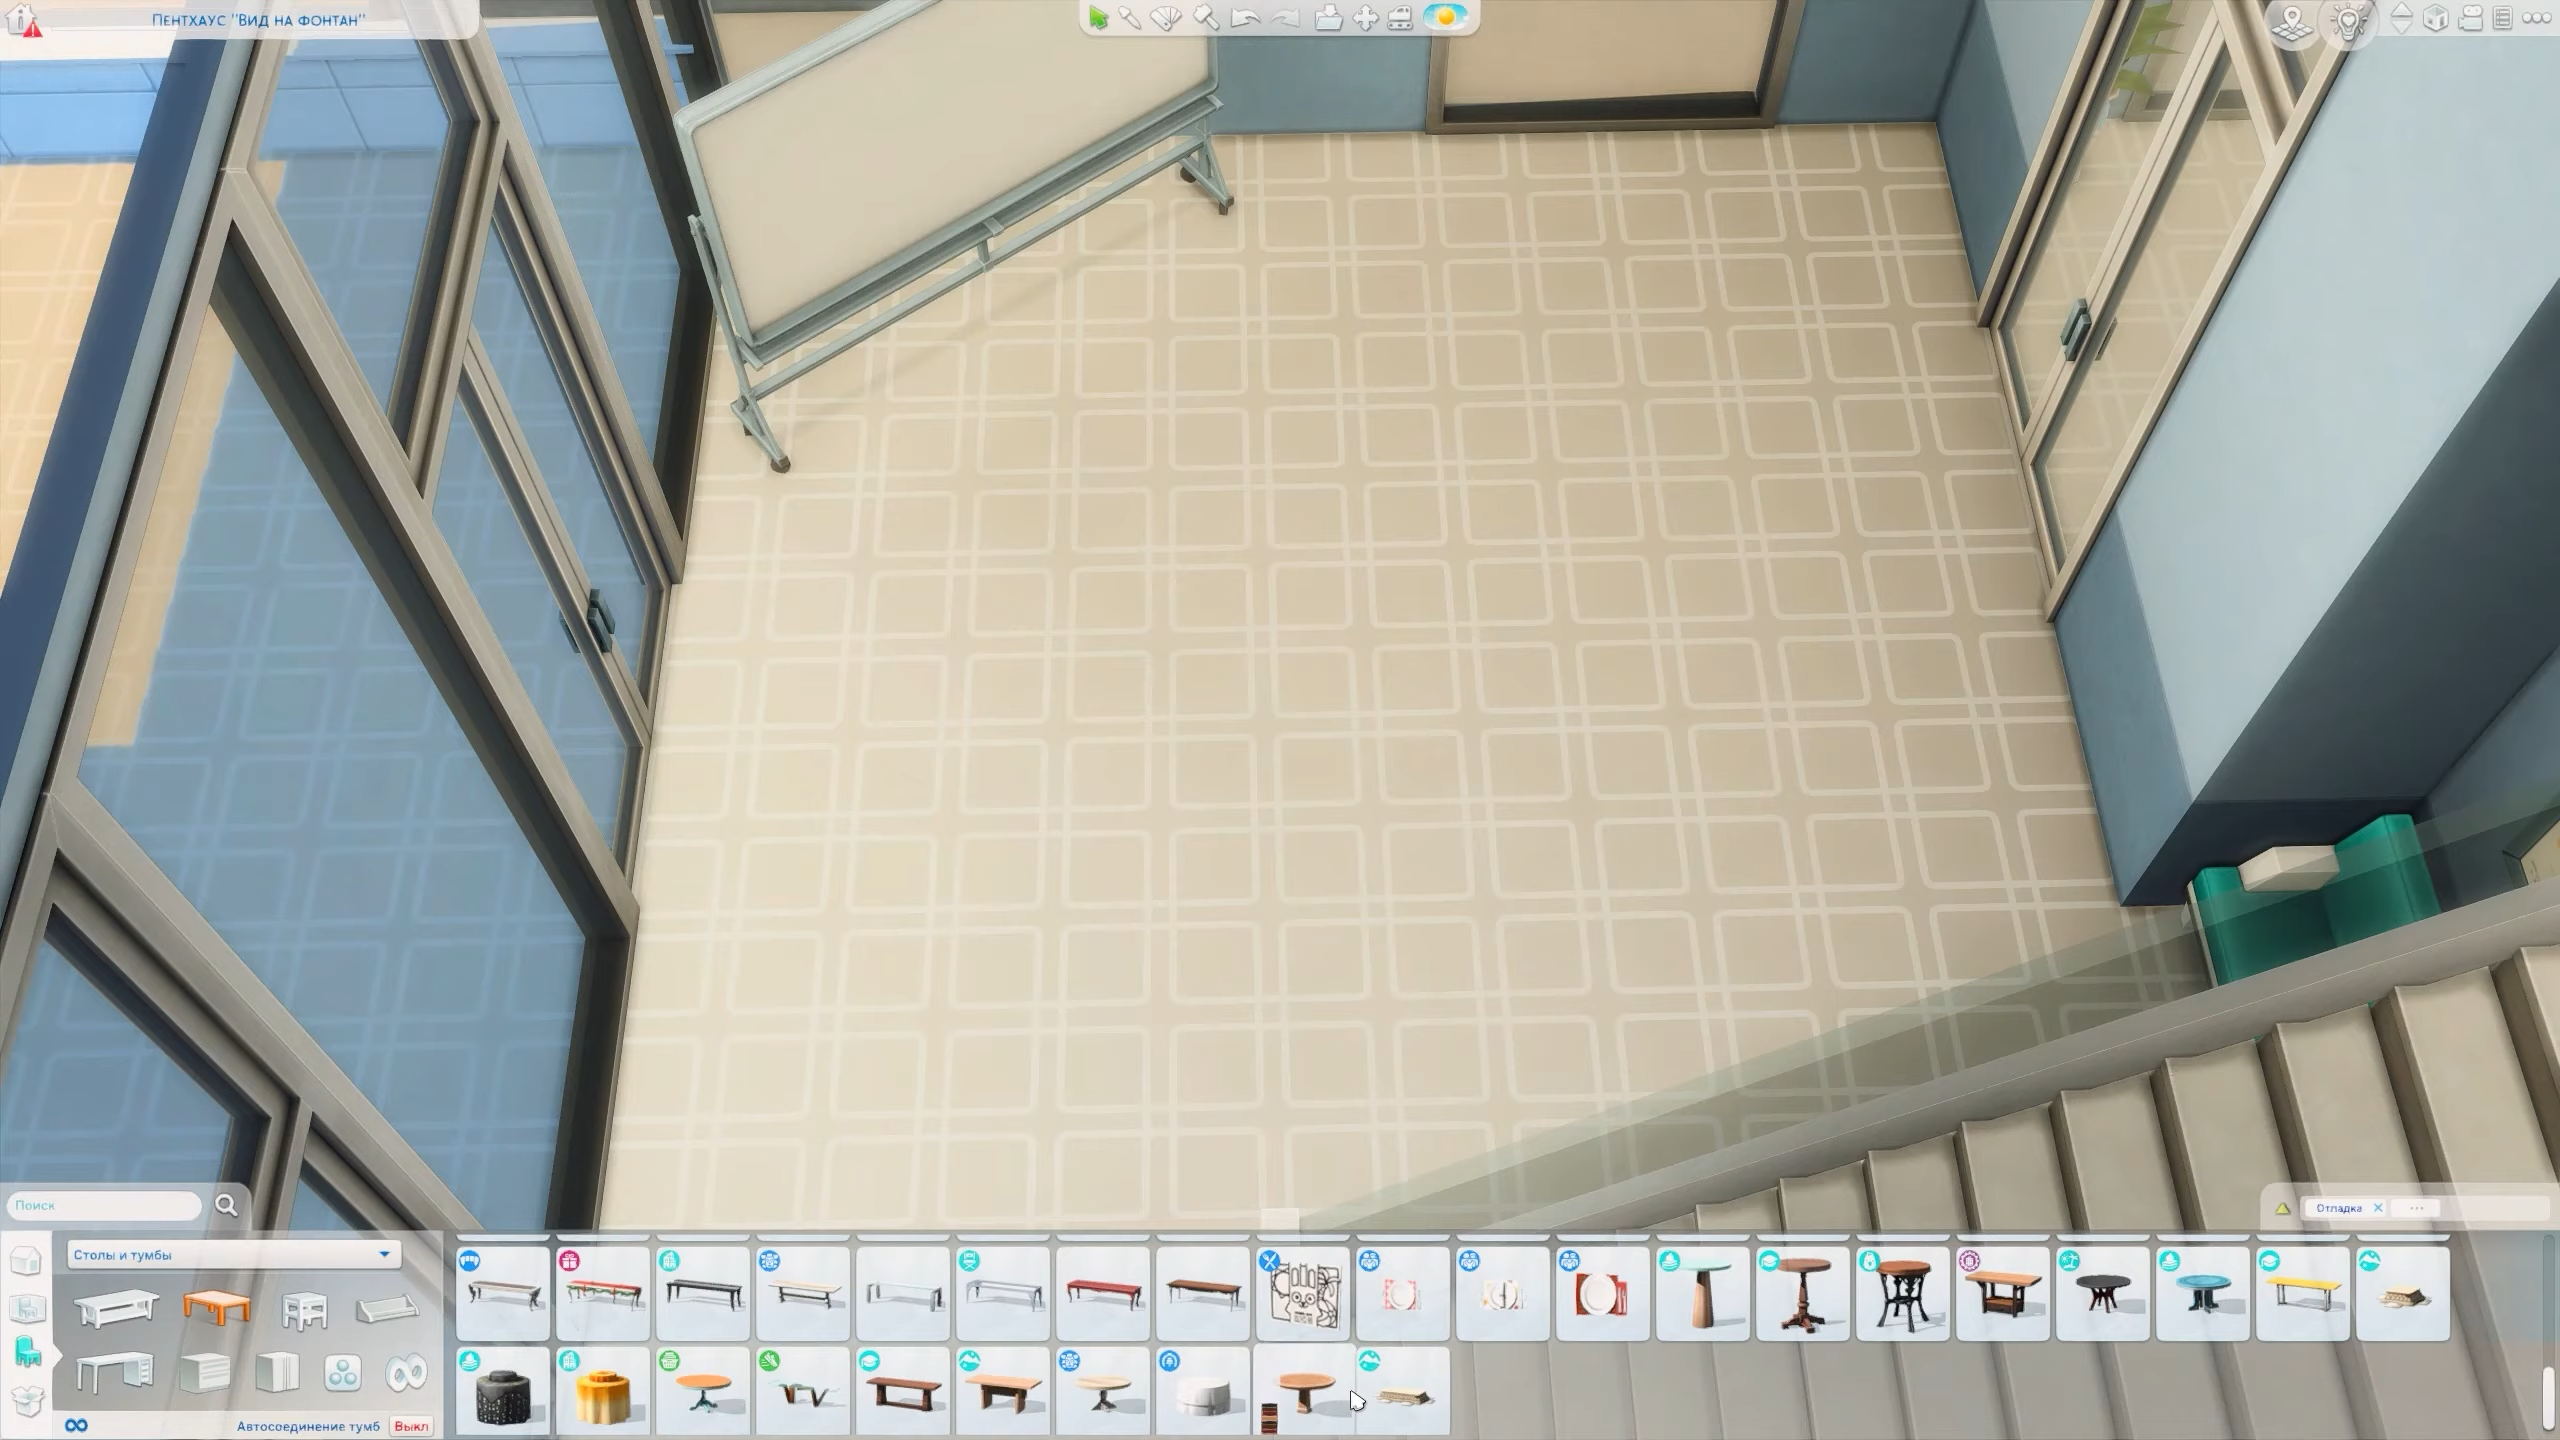 Пентхаус "Вид на фонтан"
Поиск
Отладка
Столы и тумбы
Автосоединение тумб Выкл